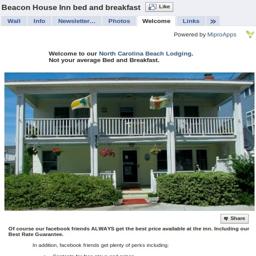 Beacon House Inn bed and breakfast Like
Wall Info Newsletter... Photos Welcome Links »
Powered by MiproApps
Welcome to our North Carolina Beach Lodging.
Not your average Bed and Breakfast.
Share
Of course our facebook friends ALWAYS get the best price available at the inn. Including our
Best Rate Guarantee.
In addition, facebook friends get plenty of perks including: